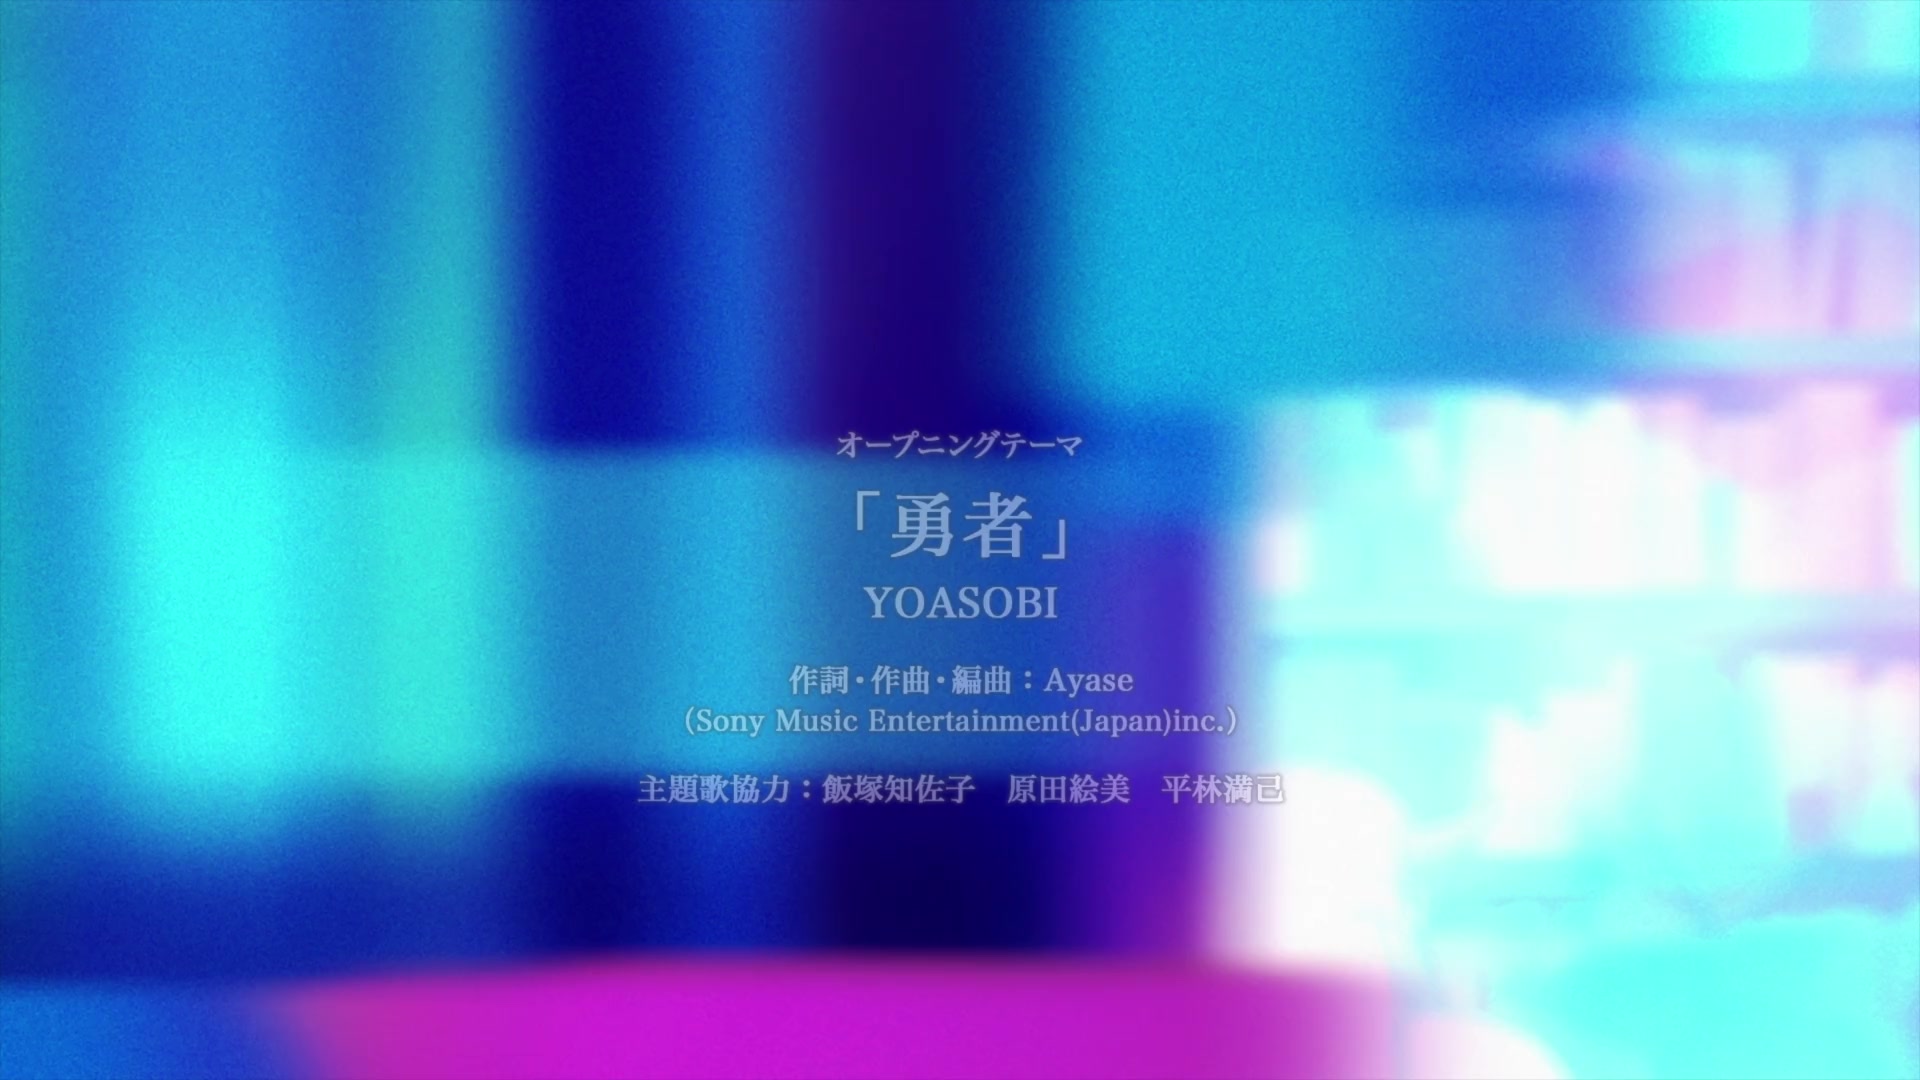 オープニングテーマ
「勇者」
YOASOBI
作詞・作曲・編曲：Ayase
(Sony Music Entertainment(Japan)inc.)
主題歌協力：飯塚知佐子　原田絵美　平林満己